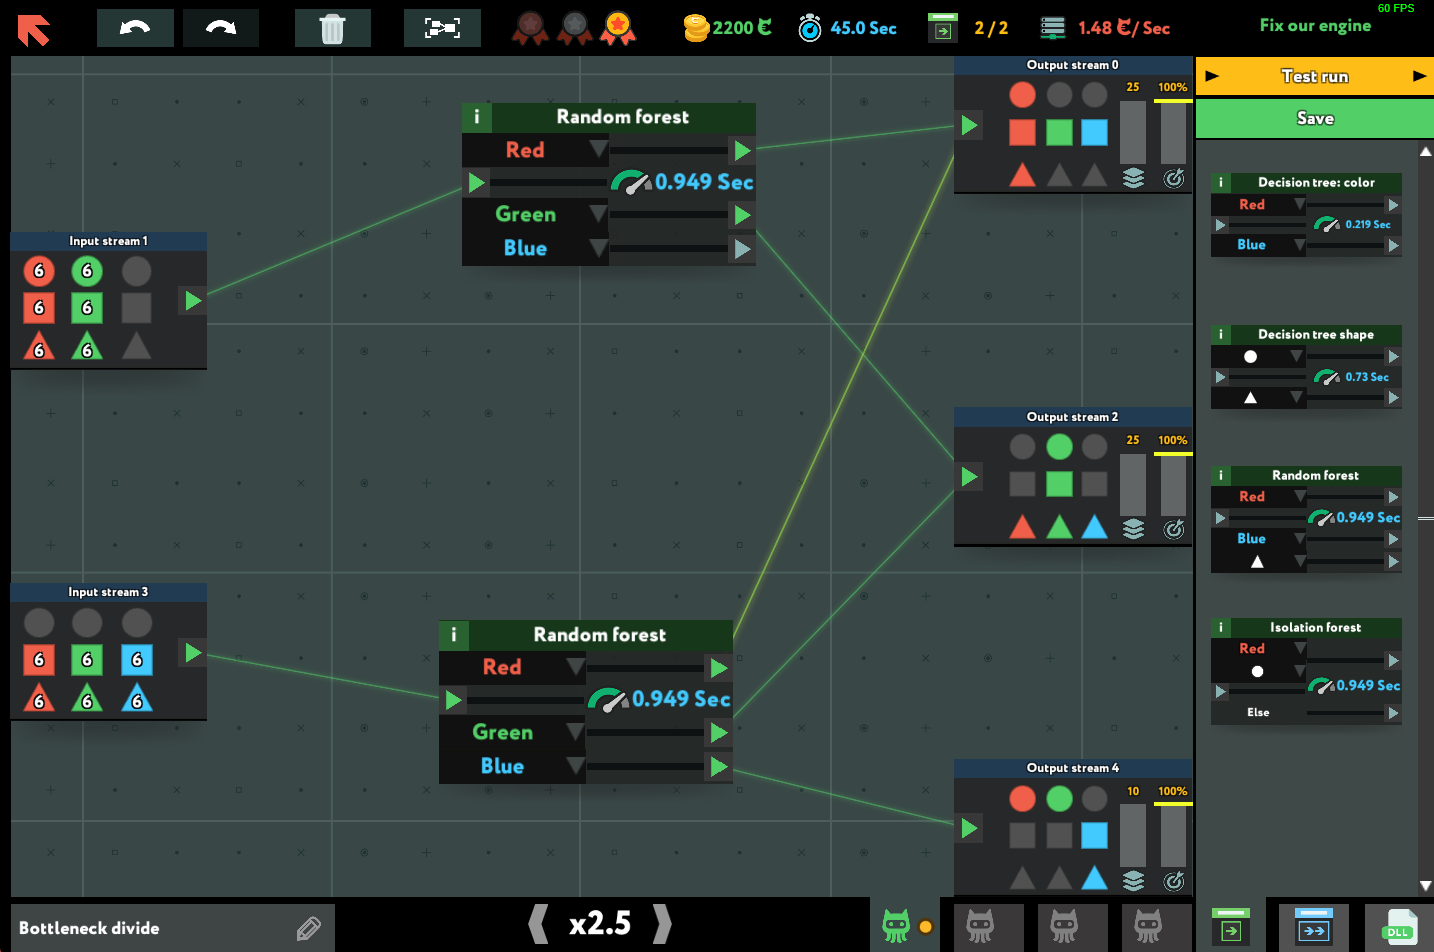 60 FPS
2200
45.0 Sec
2 / 2
1.48 €/ Sec
Fix our engine
Test run
Save
Output stream 0
25
100%
i
Random forest
Red
0.949 Sec
Green
Blue
Input stream 1
6
6
6
6
6
6
Output stream 2
25
100%
Input stream 3
6
6
6
6
6
6
i
Random forest
Red
0.949 Sec
Green
Blue
Output stream 4
10
100%
i
Decision tree: color
Red
0.219 Sec
Blue
i
Decision tree shape
0.73 Sec
i
Random forest
Red
0.949 Sec
Blue
i
Isolation forest
Red
0.949 Sec
Else
Bottleneck divide
x2.5
DLL